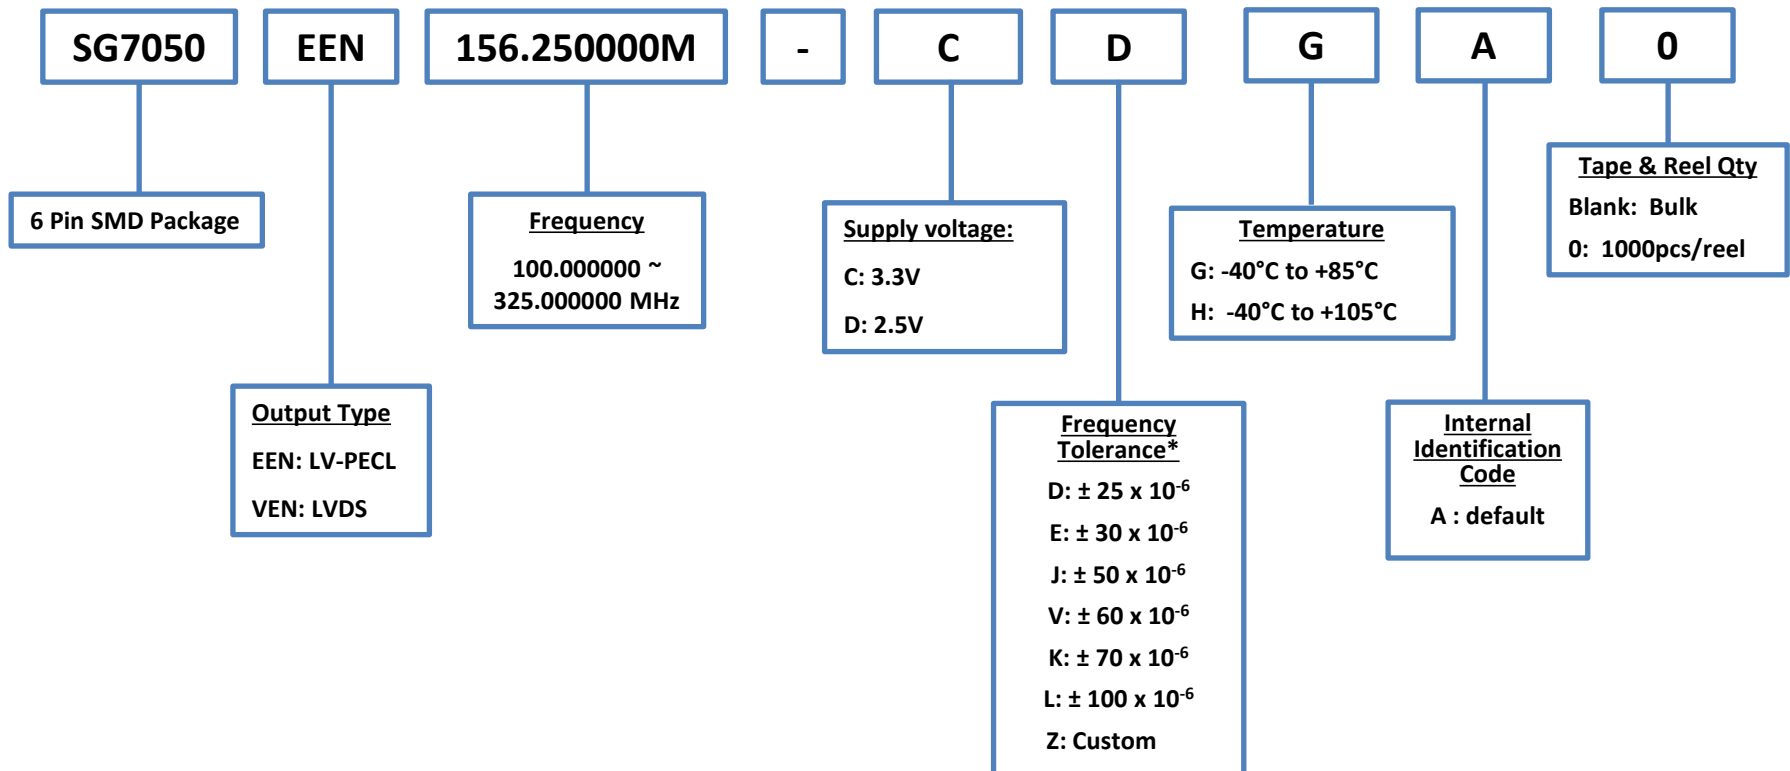 SG7050 EEN 156.250000M - C D G A 0
6 Pin SMD Package
Output Type
EEN: LV-PECL
VEN: LVDS
Frequency
100.000000 ~
325.000000 MHz
Supply voltage:
C: 3.3V
D: 2.5V
Frequency
Tolerance*
D: ± 25 x 10⁻⁶
E: ± 30 x 10⁻⁶
J: ± 50 x 10⁻⁶
V: ± 60 x 10⁻⁶
K: ± 70 x 10⁻⁶
L: ± 100 x 10⁻⁶
Z: Custom
Temperature
G: -40°C to +85°C
H: -40°C to +105°C
Internal
Identification
Code
A : default
Tape & Reel Qty
Blank: Bulk
0: 1000pcs/reel